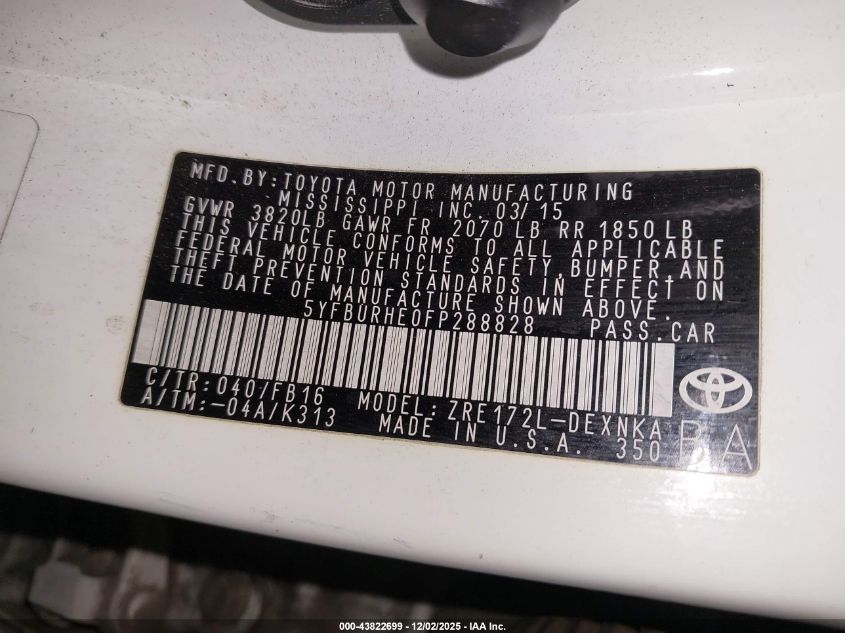 MFD. BY: TOYOTA MOTOR MANUFACTURING
MISSISSIPPI INC. 03/15
GVWR 3820LB GAWR FR 2070 LB RR 1850 LB
THIS VEHICLE CONFORMS TO ALL APPLICABLE
FEDERAL MOTOR VEHICLE SAFETY, BUMPER, AND
THEFT PREVENTION STANDARDS IN EFFECT ON
THE DATE OF MANUFACTURE SHOWN ABOVE.
5YFBURHE0FP288828 PASS. CAR
C/TR: 040/FB16 MODEL: ZRE172L-DEXNKA
A/TM: -04A/K313 MADE IN U.S.A. 350 BA
000-43822699 - 12/02/2025 - IAA Inc.